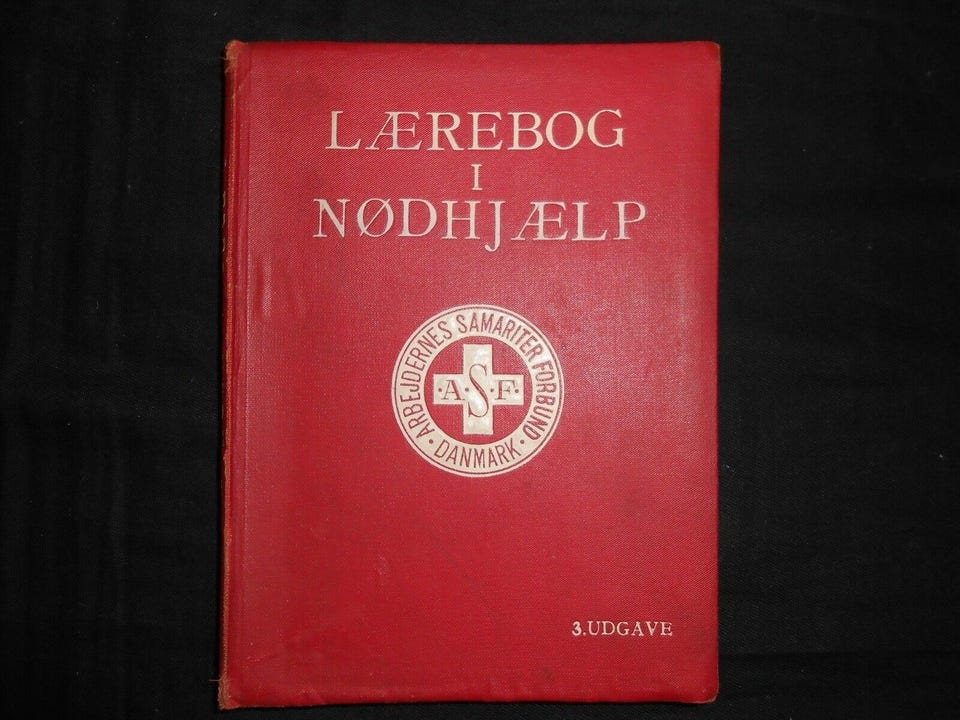 LÆREBOG
I
NØDHJÆLP
ARBEJDERNES SAMARITER FORBUND
·A·S·F·
· DANMARK ·
3.UDGAVE